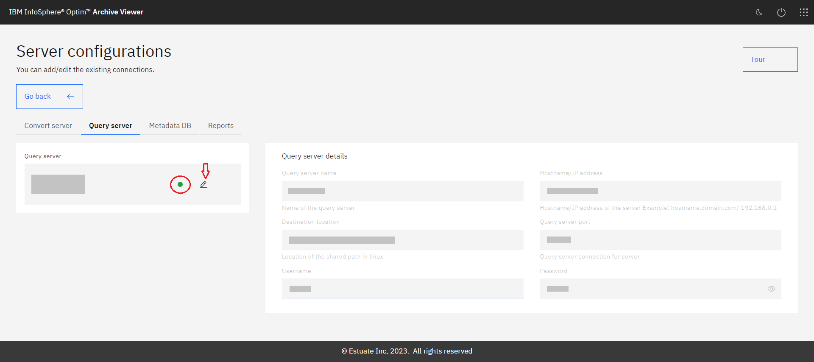 IBM InfoSphere® Optim™ Archive Viewer
Server configurations
You can add/edit the existing connections.
Tour
Go back
Convert server
Query server
Metadata DB
Reports
Query server
Query server details
Query server name
Name of the query server
Hostname/IP address
Hostname/IP address of the server Example: hostname.domain.com/ 192.168.0.1
Destination location
Location of the shared path in linux
Query server port
Query server connection for server
Username
Password
© Estuate Inc, 2023. All rights reserved